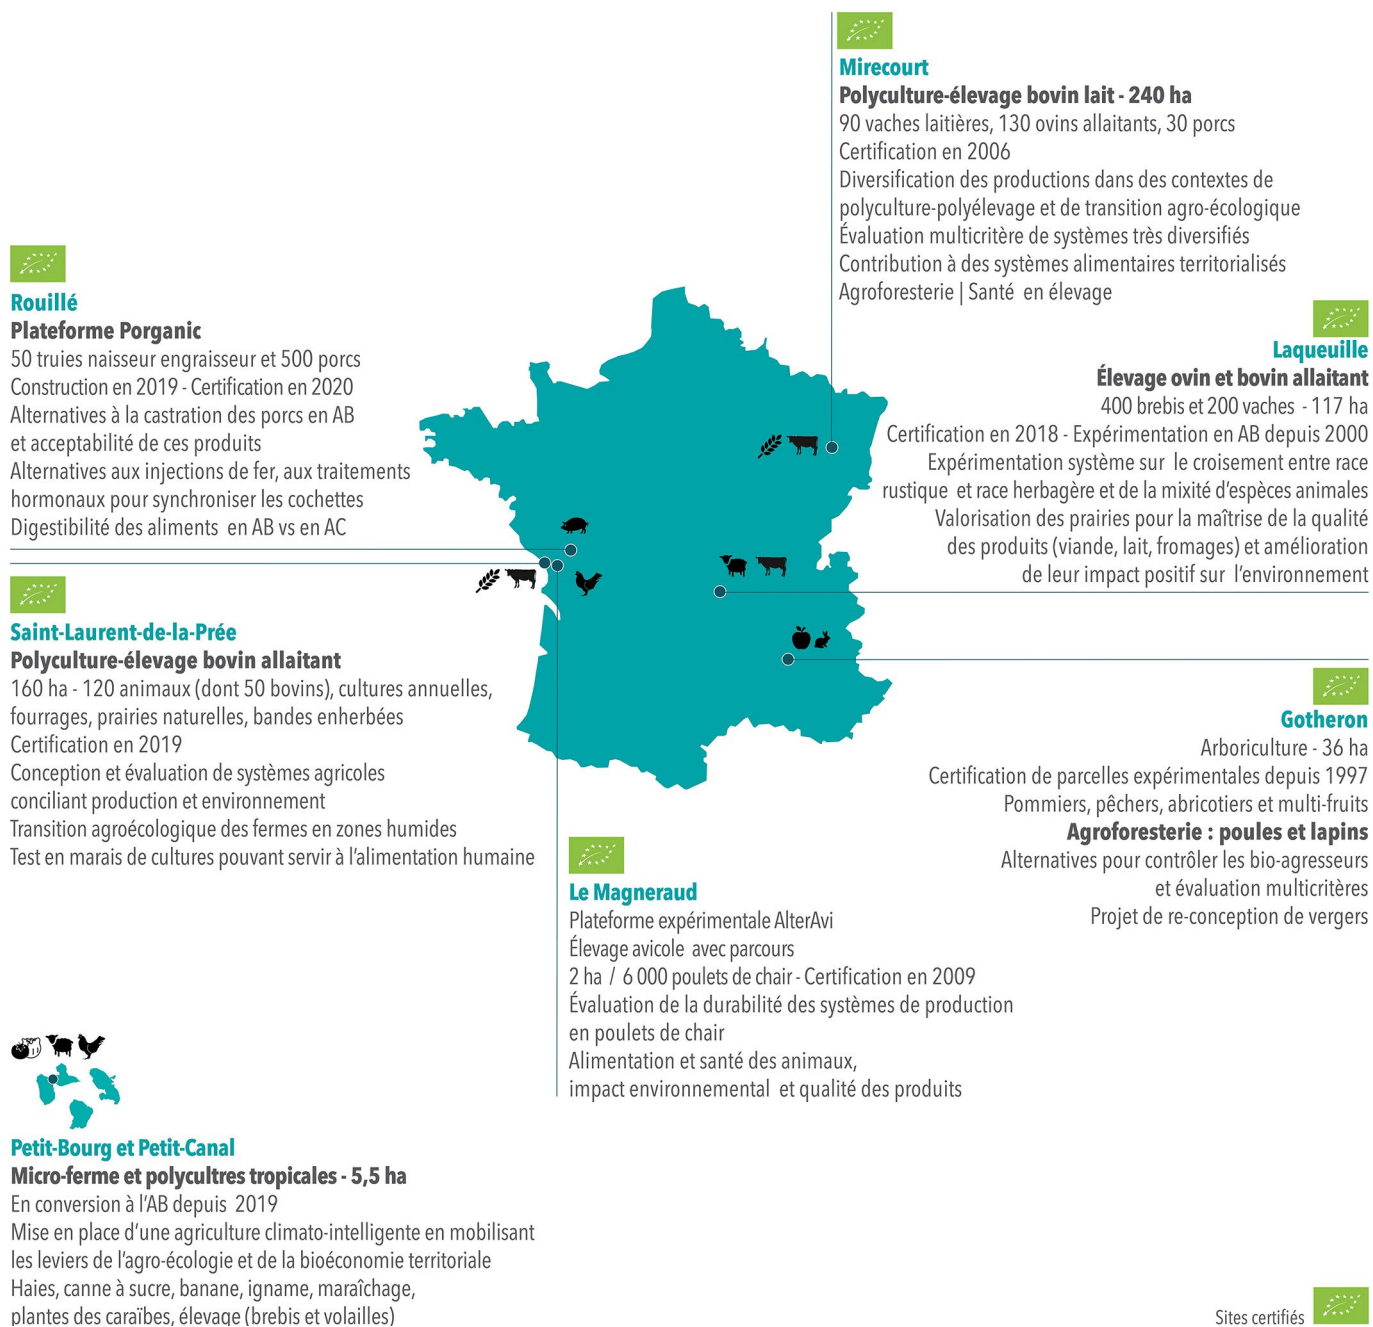 Mirecourt
Polyculture-élevage bovin lait - 240 ha
90 vaches laitières, 130 ovins allaitants, 30 porcs
Certification en 2006
Diversification des productions dans des contextes de
polyculture-polyélevage et de transition agro-écologique
Évaluation multicritère de systèmes très diversifiés
Contribution à des systèmes alimentaires territorialisés
Agroforesterie | Santé en élevage
Rouillé
Plateforme Porganic
50 truies naisseur engraisseur et 500 porcs
Construction en 2019 - Certification en 2020
Alternatives à la castration des porcs en AB
et acceptabilité de ces produits
Alternatives aux injections de fer, aux traitements
hormonaux pour synchroniser les cochettes
Digestibilité des aliments en AB vs en AC
Laqueuille
Élevage ovin et bovin allaitant
400 brebis et 200 vaches - 117 ha
Certification en 2018 - Expérimentation en AB depuis 2000
Expérimentation système sur le croisement entre race
rustique et race herbagère et de la mixité d'espèces animales
Valorisation des prairies pour la maîtrise de la qualité
des produits (viande, lait, fromages) et amélioration
de leur impact positif sur l'environnement
Saint-Laurent-de-la-Prée
Polyculture-élevage bovin allaitant
160 ha - 120 animaux (dont 50 bovins), cultures annuelles,
fourrages, prairies naturelles, bandes enherbées
Certification en 2019
Conception et évaluation de systèmes agricoles
conciliant production et environnement
Transition agroécologique des fermes en zones humides
Test en marais de cultures pouvant servir à l'alimentation humaine
Gotheron
Arboriculture - 36 ha
Certification de parcelles expérimentales depuis 1997
Pommiers, pêchers, abricotiers et multi-fruits
Agroforesterie : poules et lapins
Alternatives pour contrôler les bio-agresseurs
et évaluation multicritères
Projet de re-conception de vergers
Le Magneraud
Plateforme expérimentale AlterAvi
Élevage avicole avec parcours
2 ha / 6 000 poulets de chair - Certification en 2009
Évaluation de la durabilité des systèmes de production
en poulets de chair
Alimentation et santé des animaux,
impact environnemental et qualité des produits
Petit-Bourg et Petit-Canal
Micro-ferme et polycultres tropicales - 5,5 ha
En conversion à l'AB depuis 2019
Mise en place d'une agriculture climato-intelligente en mobilisant
les leviers de l'agro-écologie et de la bioéconomie territoriale
Haies, canne à sucre, banane, igname, maraîchage,
plantes des caraïbes, élevage (brebis et volailles)
Sites certifiés